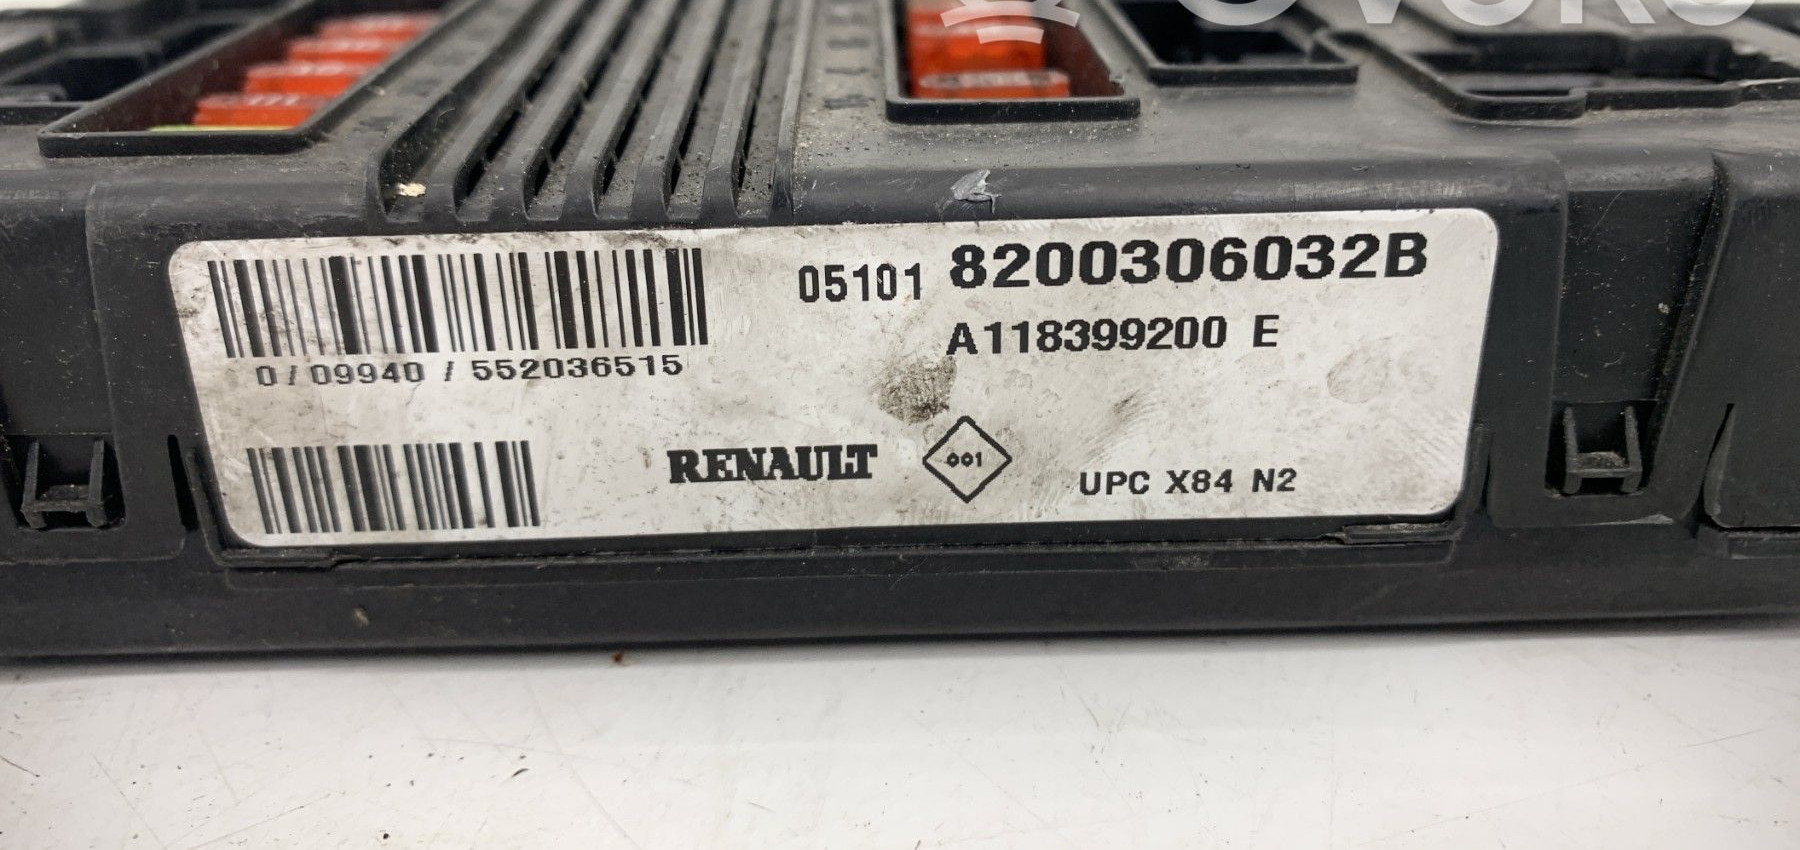 05101 8200306032B
A118399200 E
0/09940/552036515
RENAULT 001 UPC X84 N2